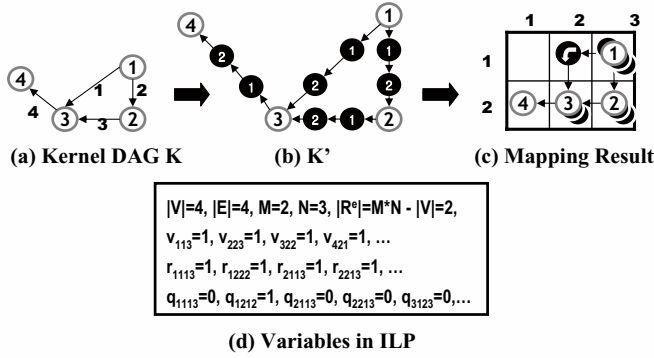 1 2 3
4 1 4 1 1
2 1 1
1 2 1 2 2
4 3 2 3 2 1 2 2 4 3 2
3
(a) Kernel DAG K (b) K' (c) Mapping Result
|V|=4, |E|=4, M=2, N=3, |Rᵉ|=M*N - |V|=2,
v₁₁₃=1, v₂₂₃=1, v₃₂₂=1, v₄₂₁=1, ...
r₁₁₁₃=1, r₁₂₂₂=1, r₂₁₁₃=1, r₂₂₁₃=1, ...
q₁₁₁₃=0, q₁₂₁₂=1, q₂₁₁₃=0, q₂₂₁₃=0, q₃₁₂₃=0,...
(d) Variables in ILP